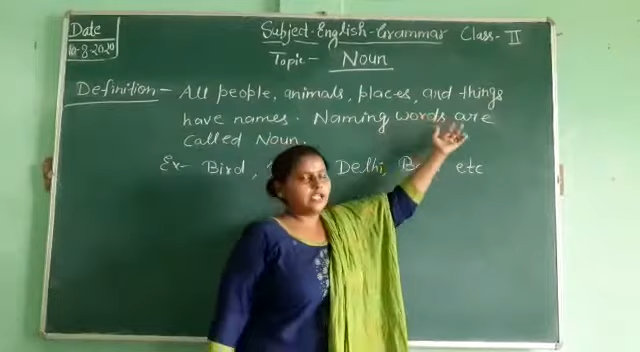 Date
10-8-2020
Subject-English-Grammar Class-II
Topic- Noun
Definition- All people, animals, places, and things
have names. Naming words are
called Noun.
Ex- Bird, Delhi, etc